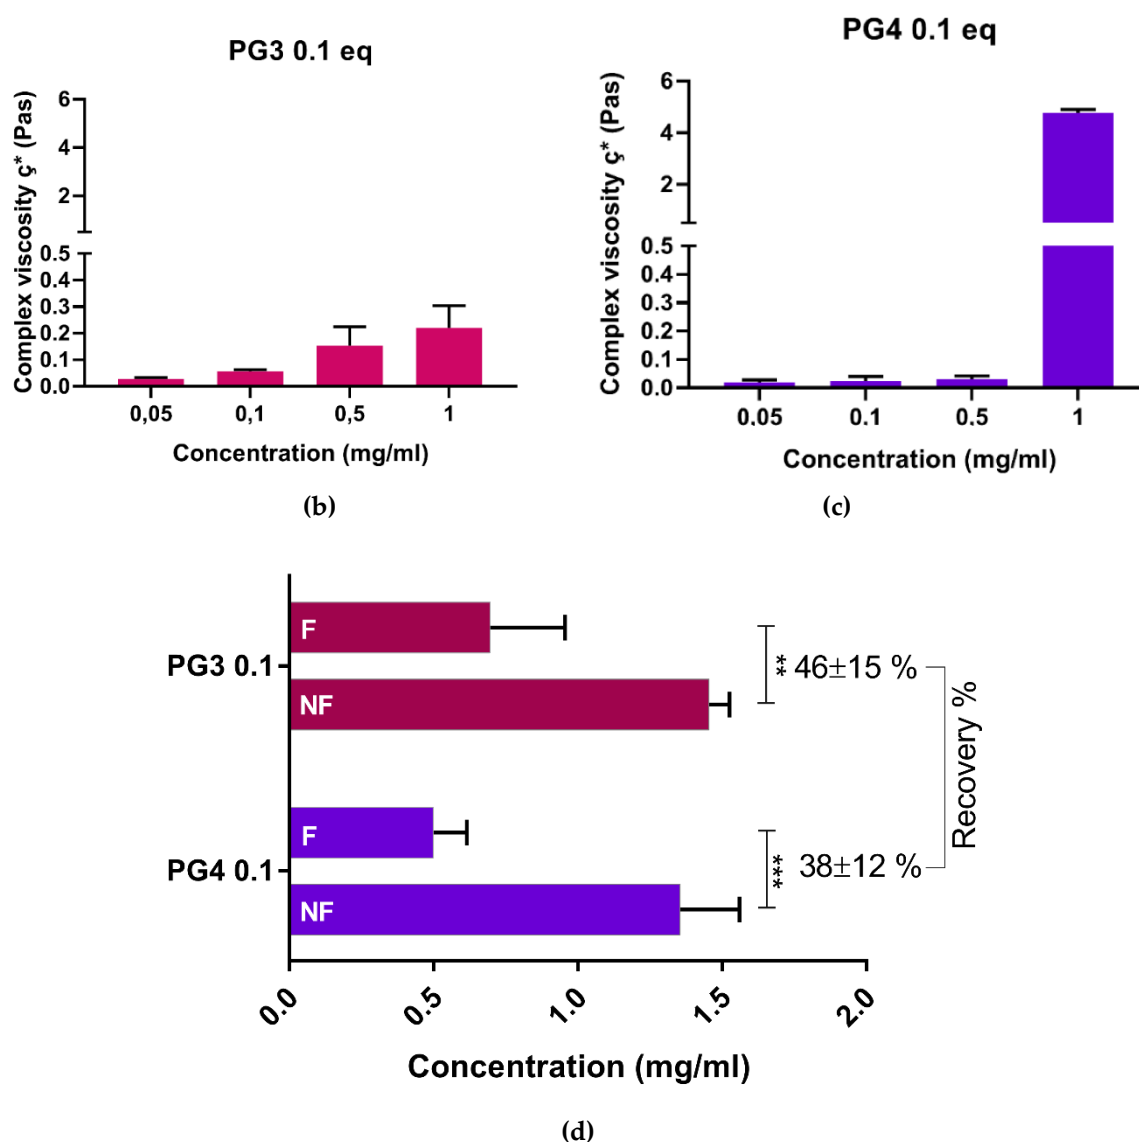 PG3 0.1 eq
Complex viscosity ç* (Pas)
6
4
2
0.5
0.4
0.3
0.2
0.1
0.0
0,05 0,1 0,5 1
Concentration (mg/ml)
(b)
PG4 0.1 eq
Complex viscosity ç* (Pas)
6
4
2
0.5
0.4
0.3
0.2
0.1
0.0
0.05 0.1 0.5 1
Concentration (mg/ml)
(c)
PG3 0.1
F
NF
** 46±15 %
PG4 0.1
F
NF
*** 38±12 %
Recovery %
0.0 0.5 1.0 1.5 2.0
Concentration (mg/ml)
(d)